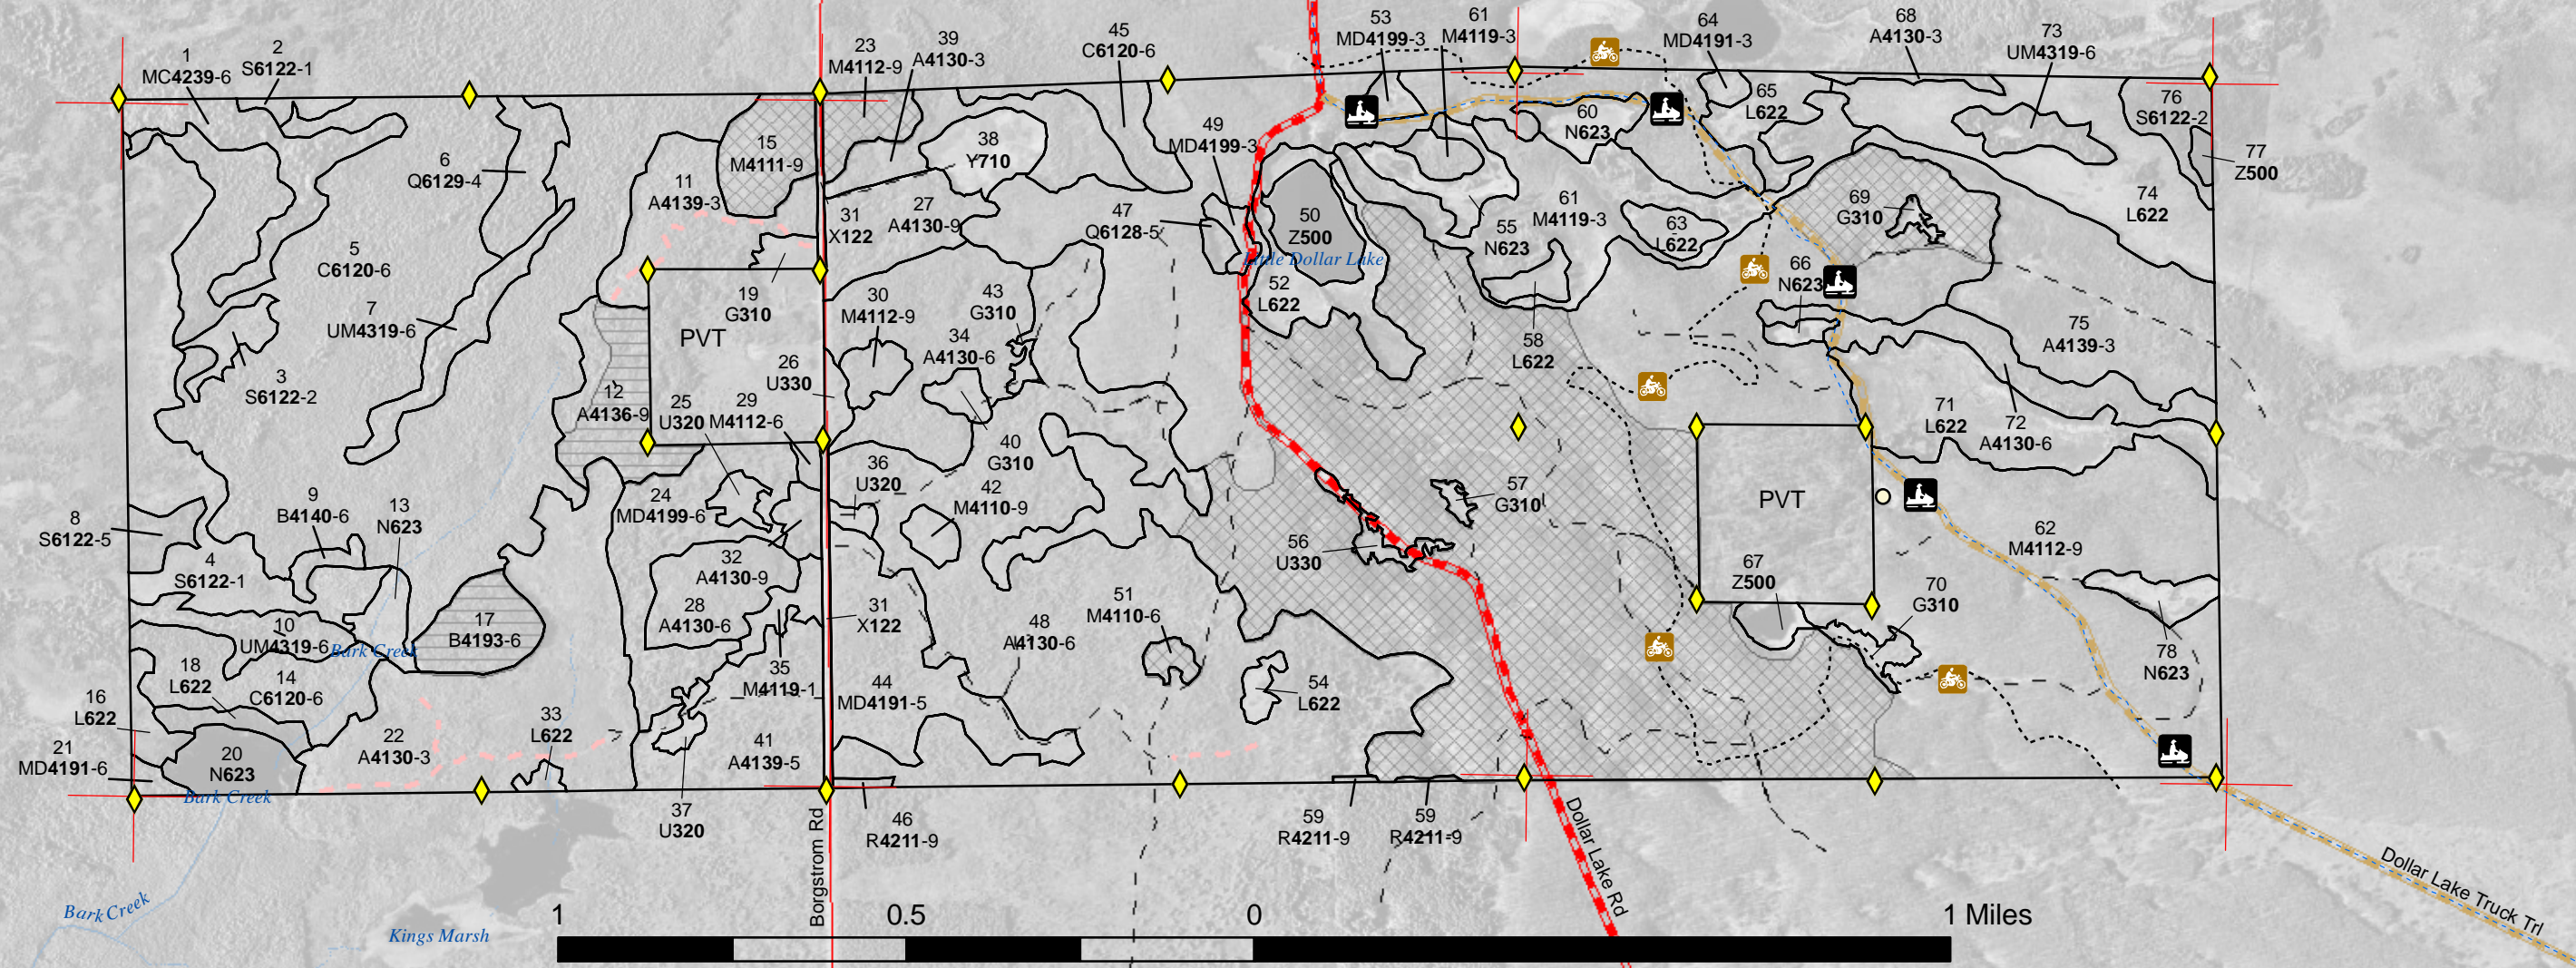 1
MC4239-6
2
S6122-1
23
M4112-9
39
A4130-3
45
C6120-6
53
MD4199-3
61
M4119-3
64
MD4191-3
68
A4130-3
73
UM4319-6
76
S6122-2
77
Z500
65
L622
60
N623
49
MD4199-3
38
Y710
15
M4111-9
6
Q6129-4
11
A4139-3
31
X122
27
A4130-9
47
Q6128-5
50
Z500
Little Dollar Lake
55
N623
61
M4119-3
63
L622
69
G310
74
L622
5
C6120-6
19
G310
PVT
7
UM4319-6
30
M4112-9
43
G310
34
A4130-6
52
L622
66
N623
58
L622
75
A4139-3
3
S6122-2
26
U330
12
A4136-9
25
U320
29
M4112-6
40
G310
71
L622
72
A4130-6
36
U320
42
M4110-9
57
G310
PVT
9
B4140-6
13
N623
24
MD4199-6
8
S6122-5
4
S6122-1
56
U330
62
M4112-9
32
A4130-9
28
A4130-6
67
Z500
70
G310
10
UM4319-6
Bark Creek
17
B4193-6
31
X122
48
A4130-6
51
M4110-6
18
L622
14
C6120-6
35
M4119-1
44
MD4191-5
54
L622
78
N623
16
L622
33
L622
21
MD4191-6
20
N623
22
A4130-3
41
A4139-5
Bark Creek
37
U320
46
R4211-9
59
R4211-9
59
R4211-9
Borgstrom Rd
Dollar Lake Rd
Dollar Lake Truck Trl
Bark Creek
Kings Marsh
1 0.5 0 1 Miles